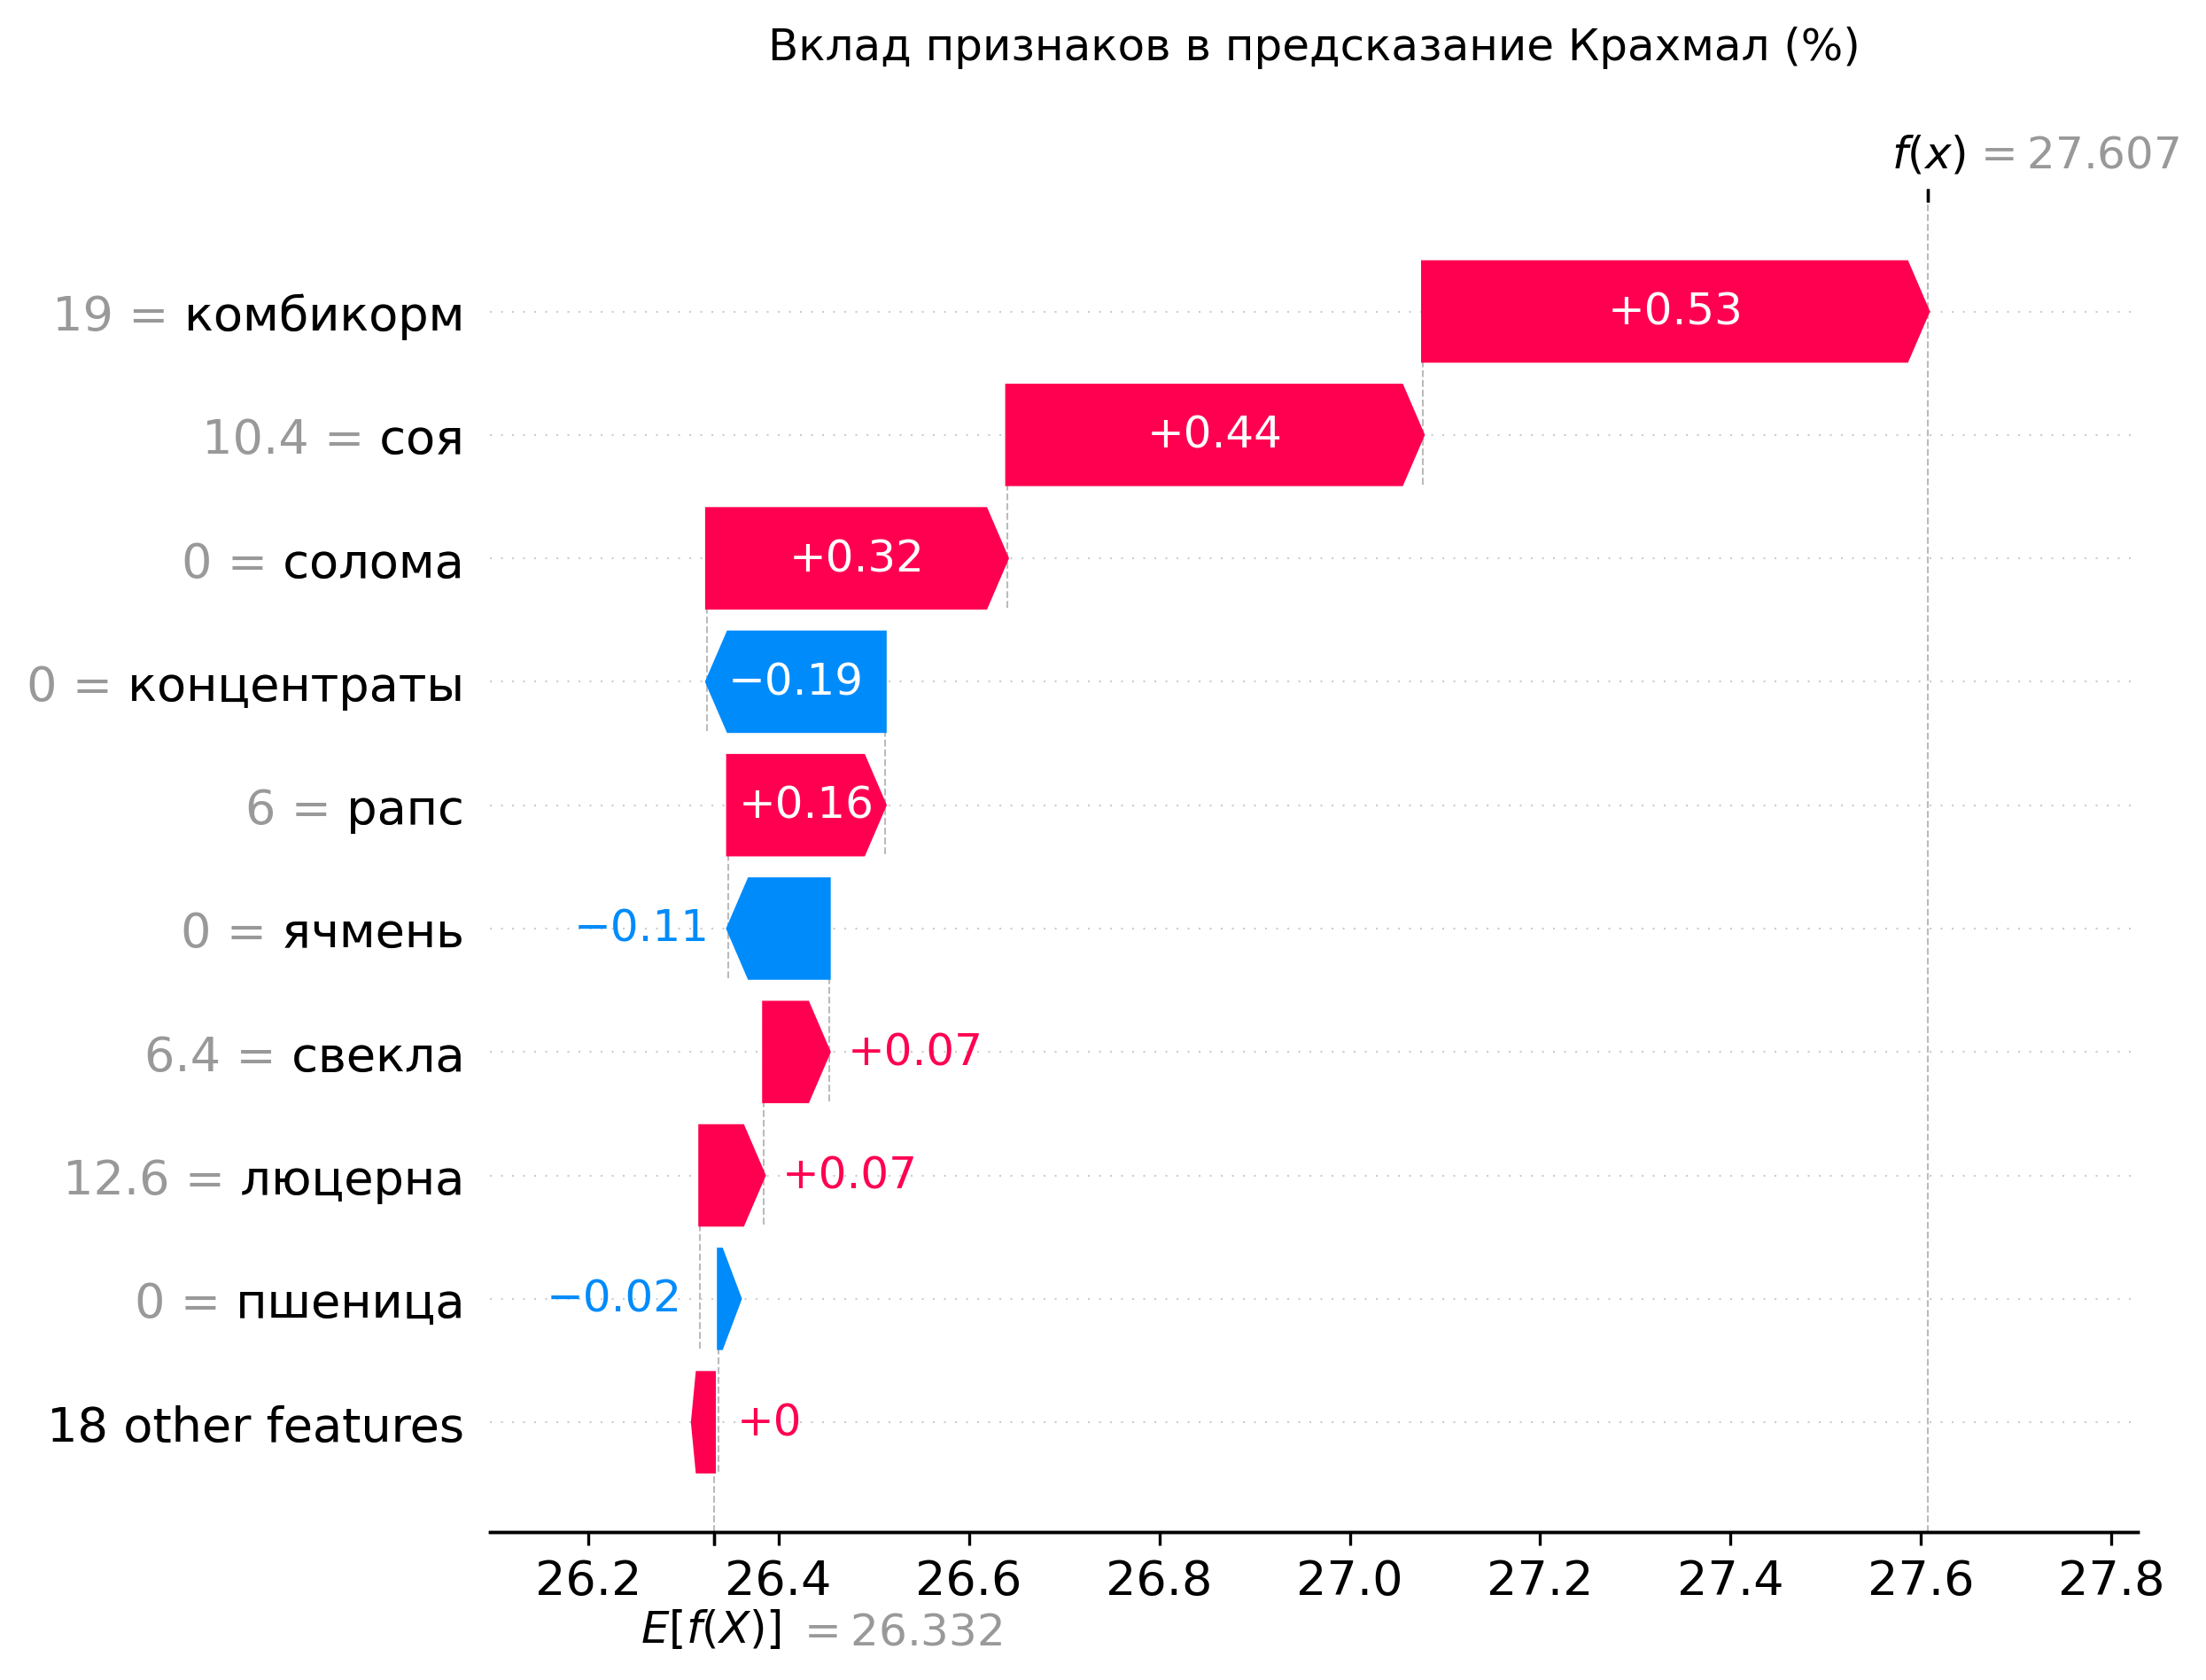 Вклад признаков в предсказание Крахмал (%)
f(x) = 27.607
19 = комбикорм +0.53
10.4 = соя +0.44
0 = солома +0.32
0 = концентраты −0.19
6 = рапс +0.16
0 = ячмень −0.11
6.4 = свекла +0.07
12.6 = люцерна +0.07
0 = пшеница −0.02
18 other features +0
26.2 26.4 26.6 26.8 27.0 27.2 27.4 27.6 27.8
E[f(X)] = 26.332